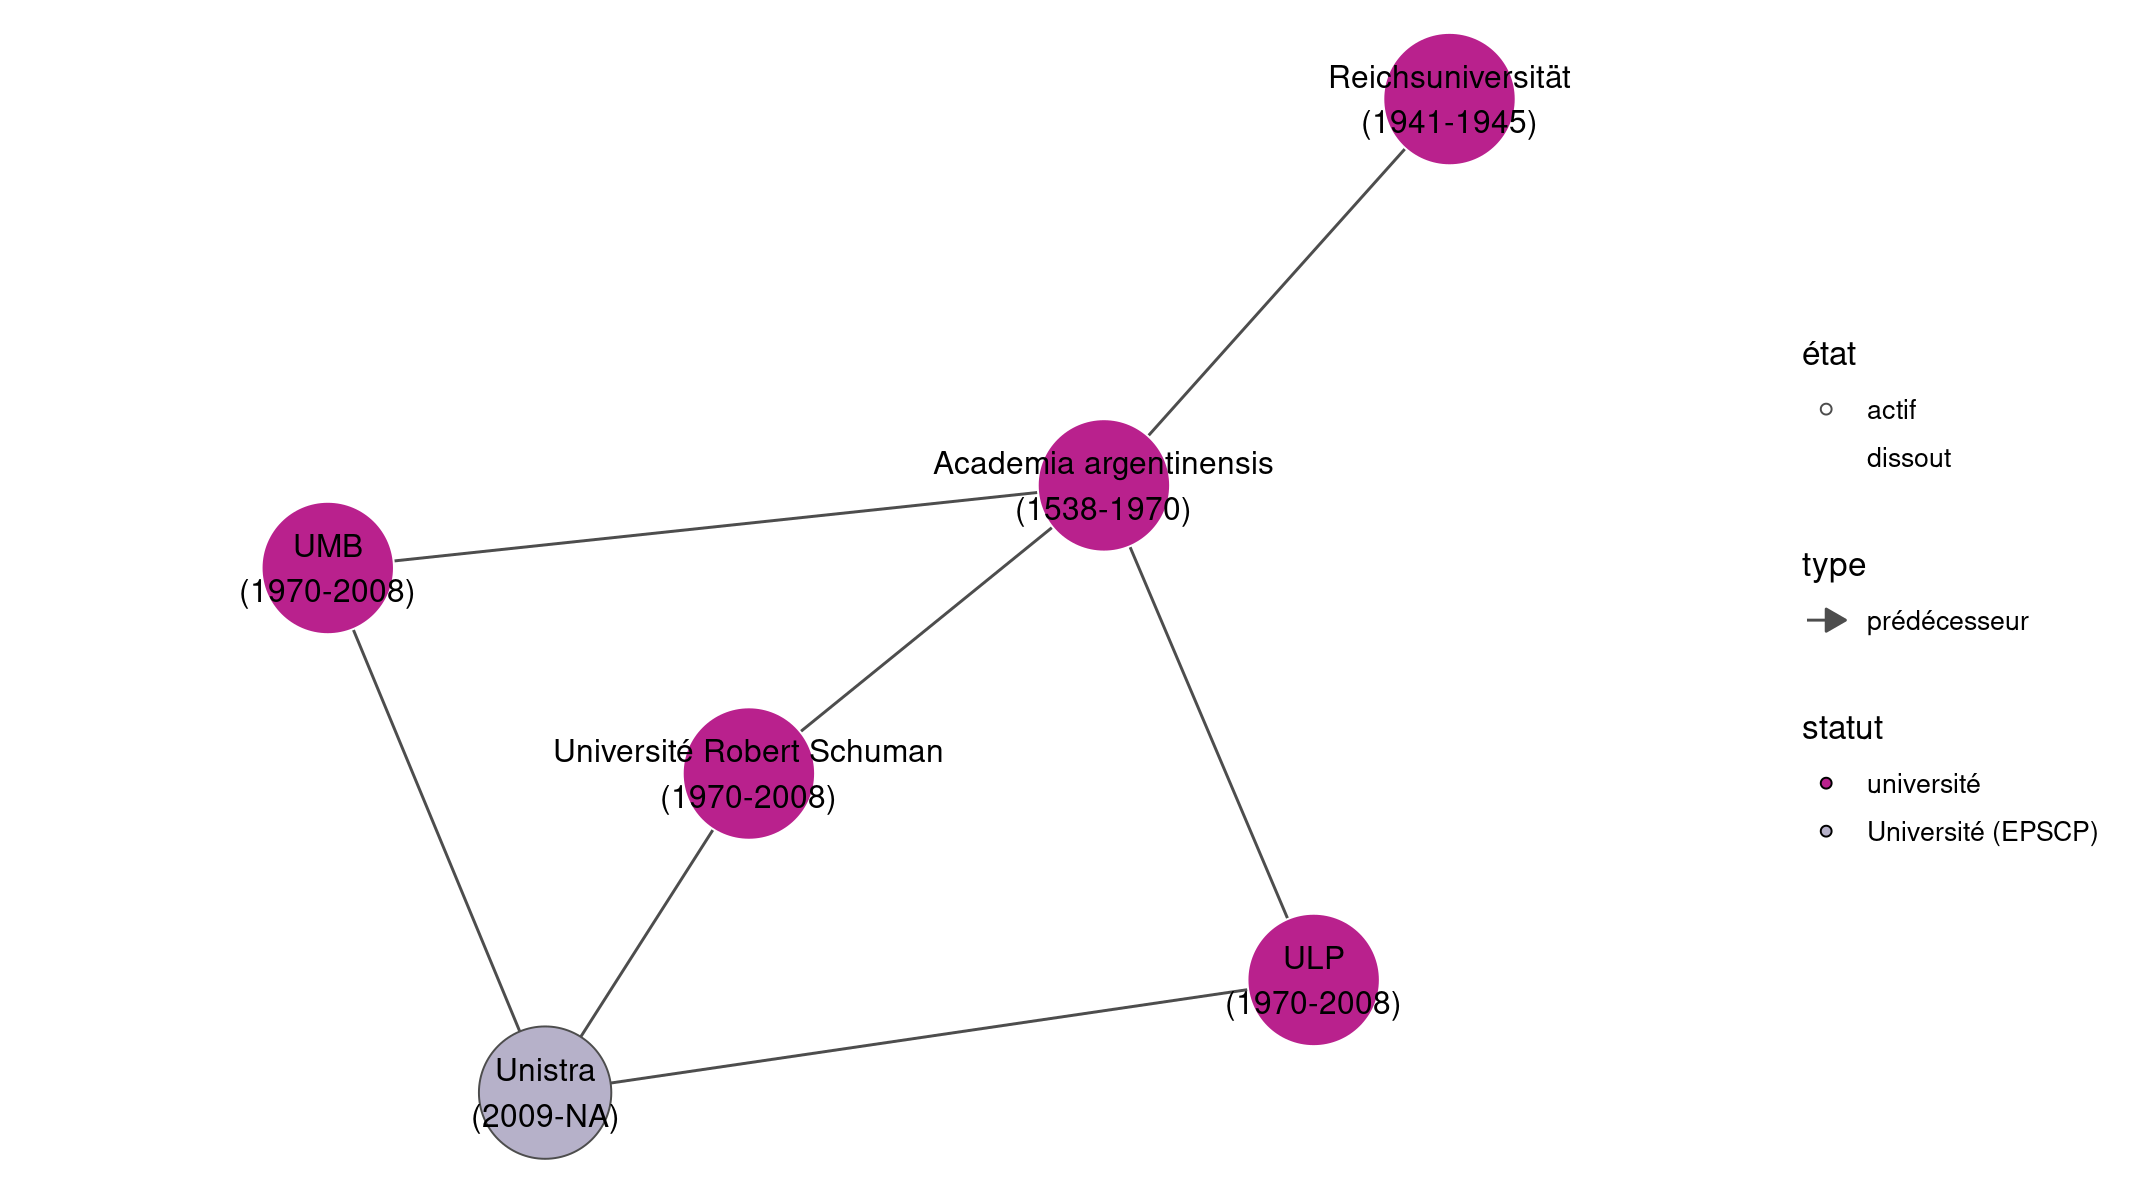 Reichsuniversität
(1941-1945)
Academia argentinensis
(1538-1970)
UMB
(1970-2008)
Université Robert Schuman
(1970-2008)
ULP
(1970-2008)
Unistra
(2009-NA)
état
actif
dissout
type
prédécesseur
statut
université
Université (EPSCP)